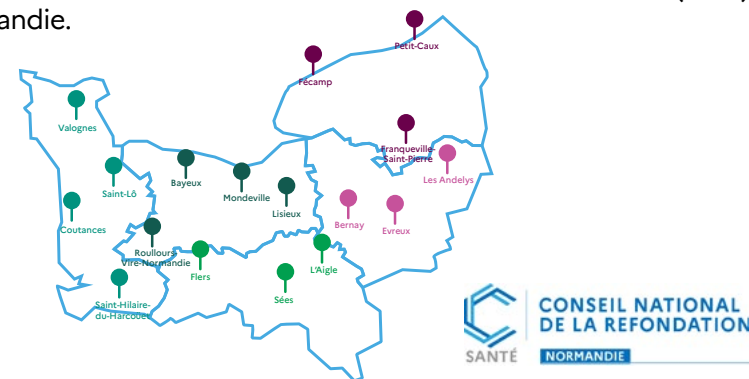 andie.
Petit-Caux
Fécamp
Valognes
Franqueville-
Saint-Pierre
Les Andelys
Saint-Lô
Bayeux
Mondeville
Lisieux
Coutances
Bernay
Evreux
Roullours-
Vire-Normandie
Flers
L'Aigle
Sées
Saint-Hilaire-
du-Harcouët
SANTÉ
CONSEIL NATIONAL
DE LA REFONDATION
NORMANDIE